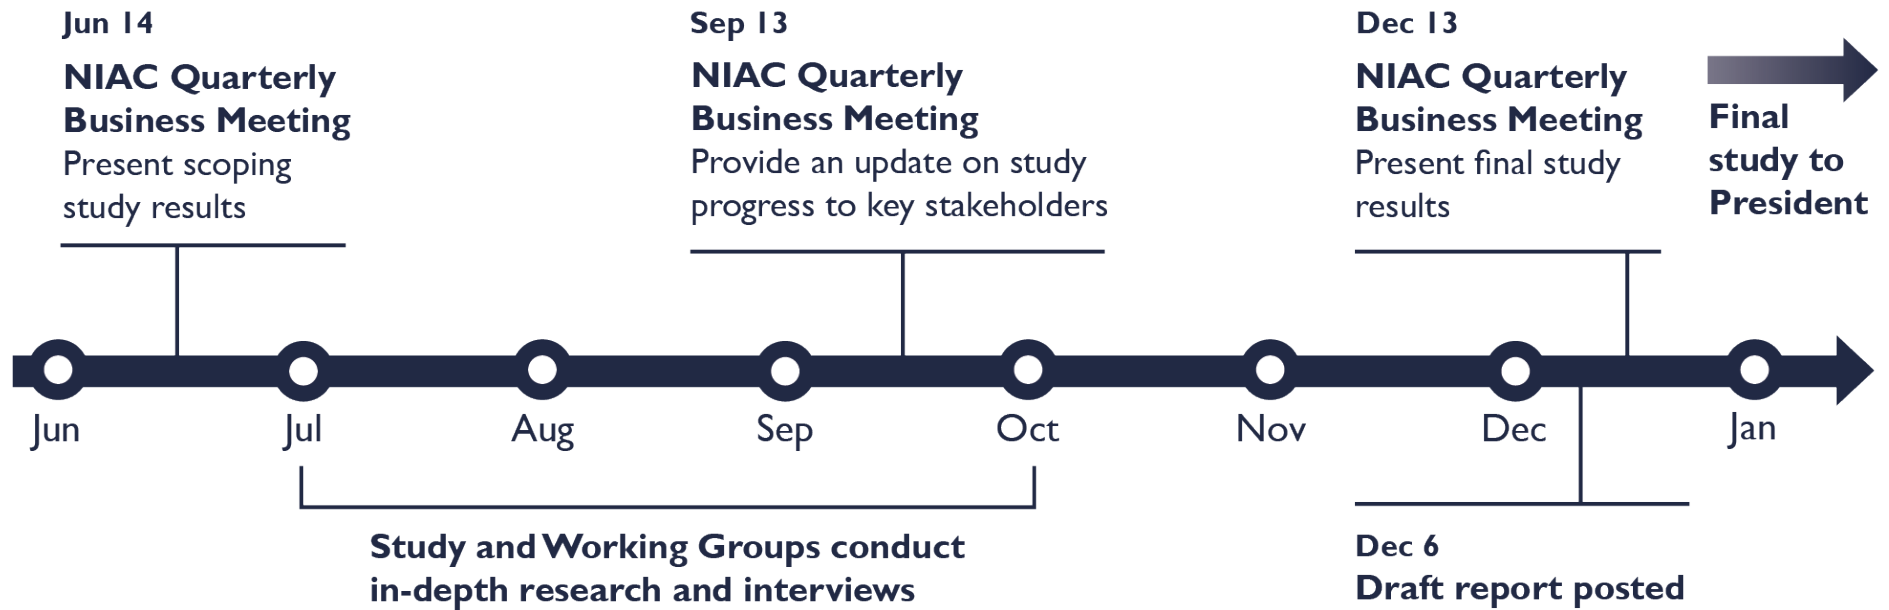 Jun 14
NIAC Quarterly
Business Meeting
Present scoping
study results
Sep 13
NIAC Quarterly
Business Meeting
Provide an update on study
progress to key stakeholders
Dec 13
NIAC Quarterly
Business Meeting
Present final study
results
Final
study to
President
Jun
Jul
Aug
Sep
Oct
Nov
Dec
Jan
Study and Working Groups conduct
in-depth research and interviews
Dec 6
Draft report posted